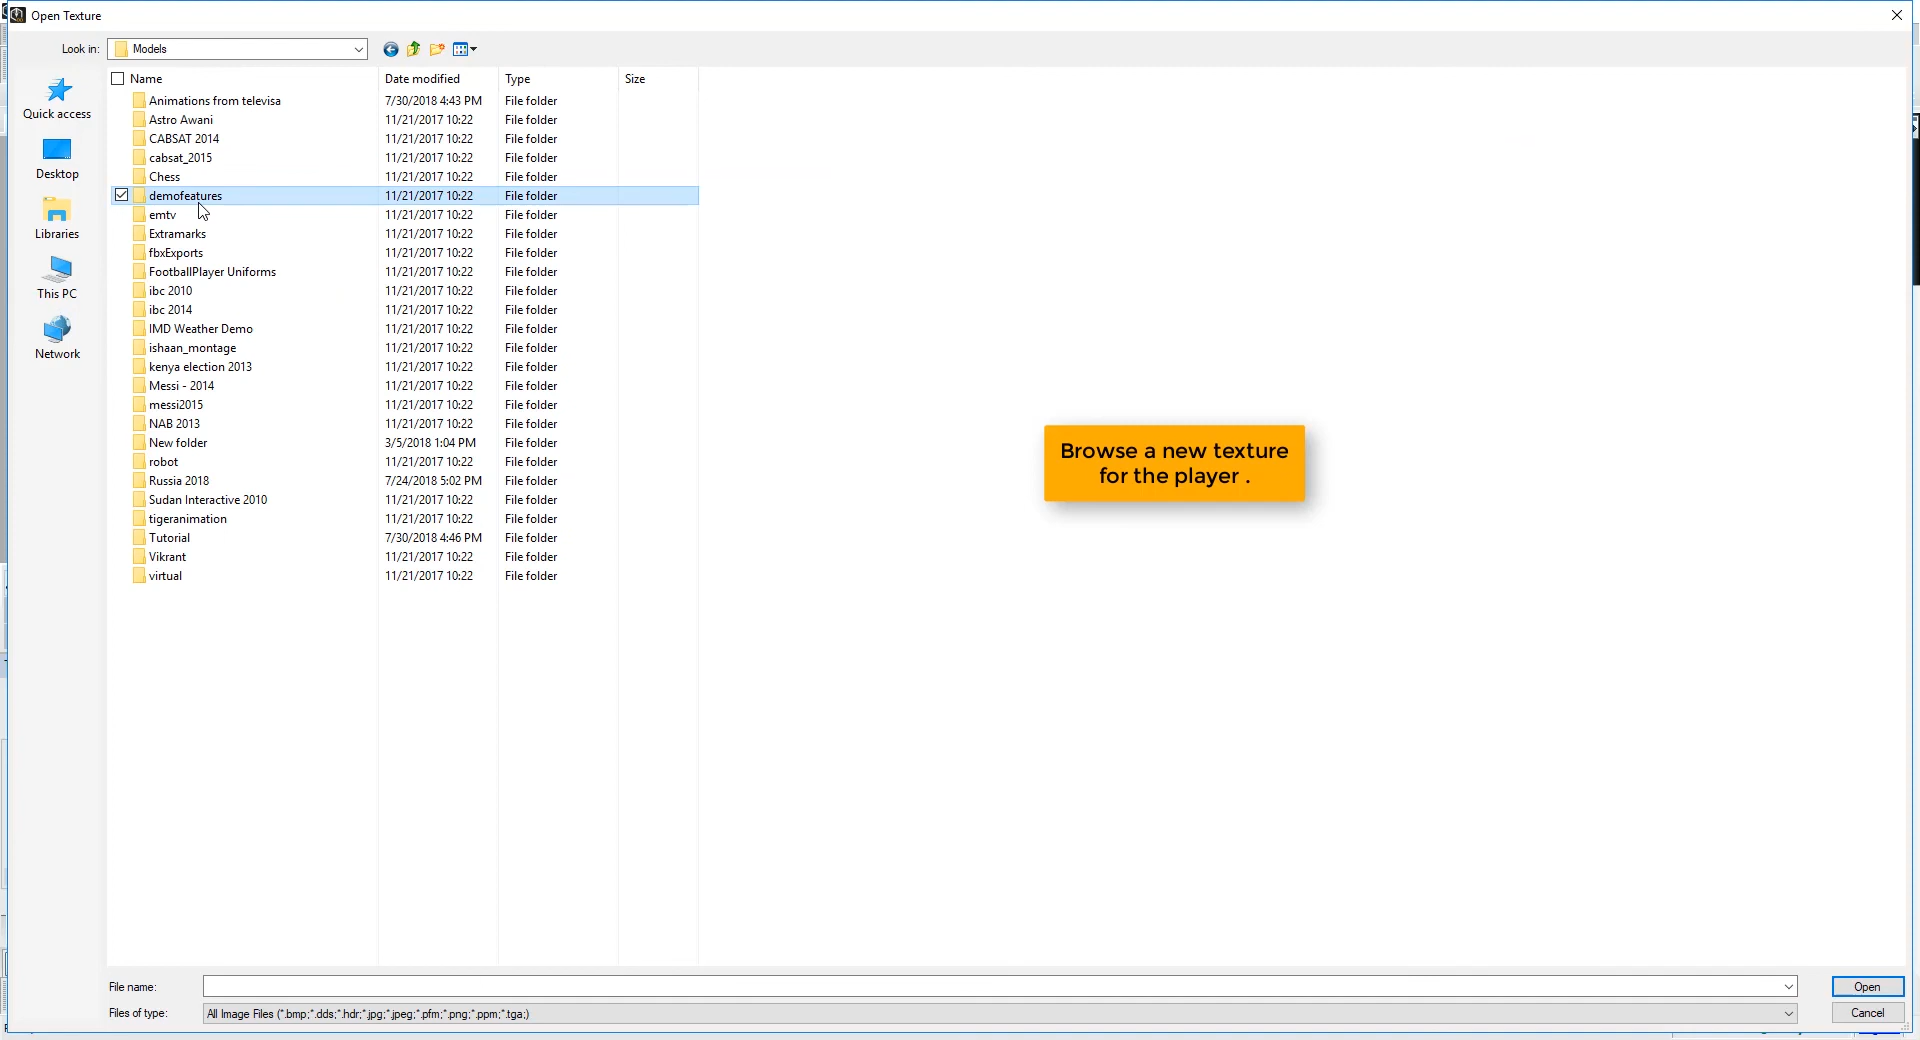 Open Texture
Look in: Models
Name Date modified Type Size
Quick access
Desktop
Libraries
This PC
Network
Animations from televisa 7/30/2018 4:43 PM File folder
Astro Awani 11/21/2017 10:22 File folder
CABSAT 2014 11/21/2017 10:22 File folder
cabsat_2015 11/21/2017 10:22 File folder
Chess 11/21/2017 10:22 File folder
demofeatures 11/21/2017 10:22 File folder
emtv 11/21/2017 10:22 File folder
Extramarks 11/21/2017 10:22 File folder
fbxExports 11/21/2017 10:22 File folder
FootballPlayer Uniforms 11/21/2017 10:22 File folder
ibc 2010 11/21/2017 10:22 File folder
ibc 2014 11/21/2017 10:22 File folder
IMD Weather Demo 11/21/2017 10:22 File folder
ishaan_montage 11/21/2017 10:22 File folder
kenya election 2013 11/21/2017 10:22 File folder
Messi - 2014 11/21/2017 10:22 File folder
messi2015 11/21/2017 10:22 File folder
NAB 2013 11/21/2017 10:22 File folder
New folder 3/5/2018 1:04 PM File folder
robot 11/21/2017 10:22 File folder
Russia 2018 7/24/2018 5:02 PM File folder
Sudan Interactive 2010 11/21/2017 10:22 File folder
tigeranimation 11/21/2017 10:22 File folder
Tutorial 7/30/2018 4:46 PM File folder
Vikrant 11/21/2017 10:22 File folder
virtual 11/21/2017 10:22 File folder
Browse a new texture
for the player .
File name: Open
Files of type: All Image Files (*.bmp;*.dds;*.hdr;*.jpg;*.jpeg;*.pfm;*.png;*.ppm;*.tga;) Cancel